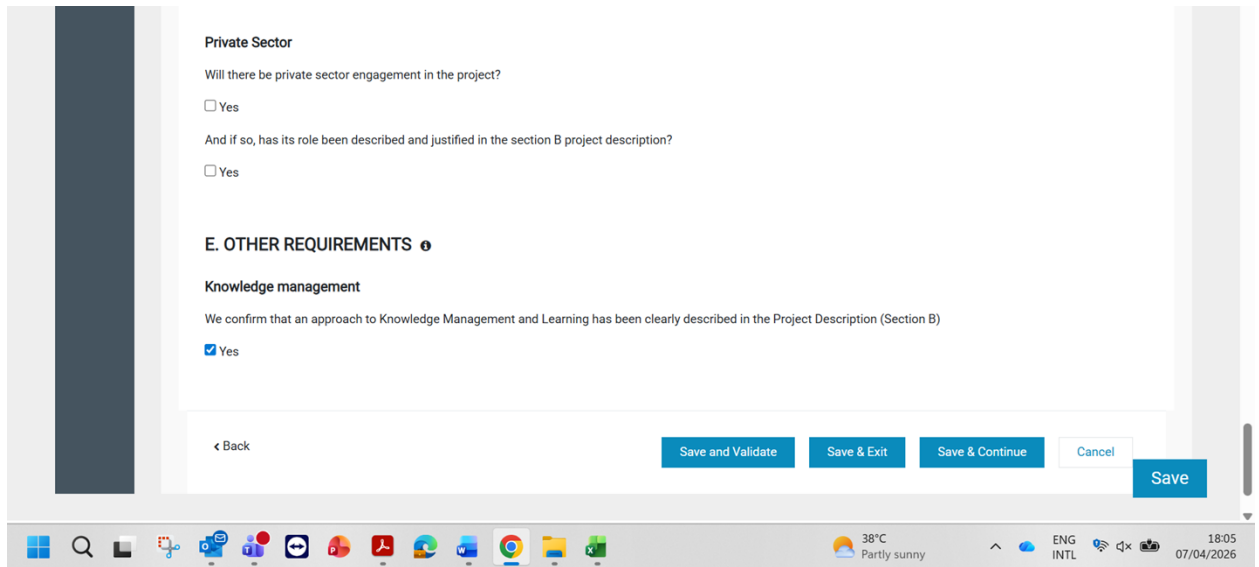 Private Sector
Will there be private sector engagement in the project?
Yes
And if so, has its role been described and justified in the section B project description?
Yes
E. OTHER REQUIREMENTS
Knowledge management
We confirm that an approach to Knowledge Management and Learning has been clearly described in the Project Description (Section B)
Yes
Back
Save and Validate
Save & Exit
Save & Continue
Cancel
Save
38°C
Partly sunny
ENG
INTL
18:05
07/04/2026